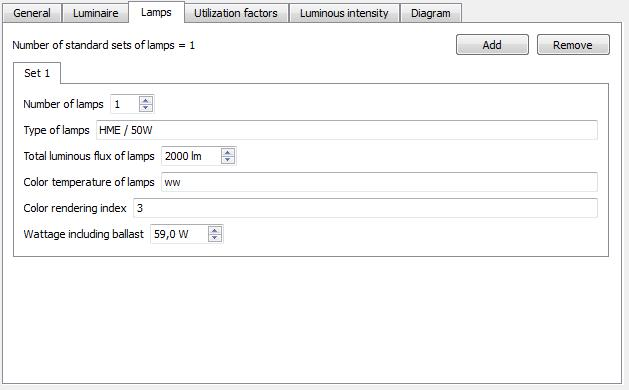 General Luminaire Lamps Utilization factors Luminous intensity Diagram
Number of standard sets of lamps = 1 Add Remove
Set 1
Number of lamps 1
Type of lamps HME / 50W
Total luminous flux of lamps 2000 lm
Color temperature of lamps ww
Color rendering index 3
Wattage including ballast 59,0 W